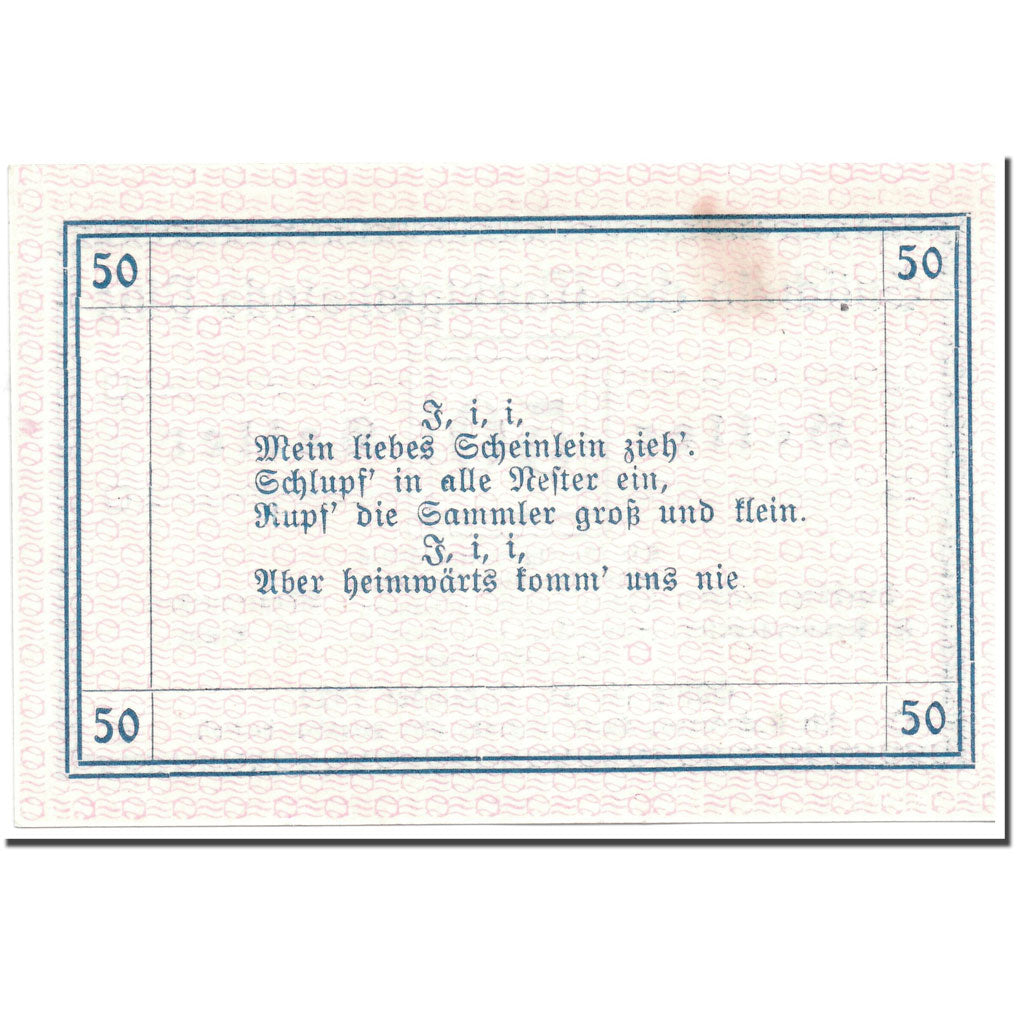 50
50
I, i, i,
Mein liebes Scheinlein zieh'.
Schlupf' in alle Nester ein,
Rupf' die Sammler groß und klein.
I, i, i,
Aber heimwärts komm' uns nie
50
50